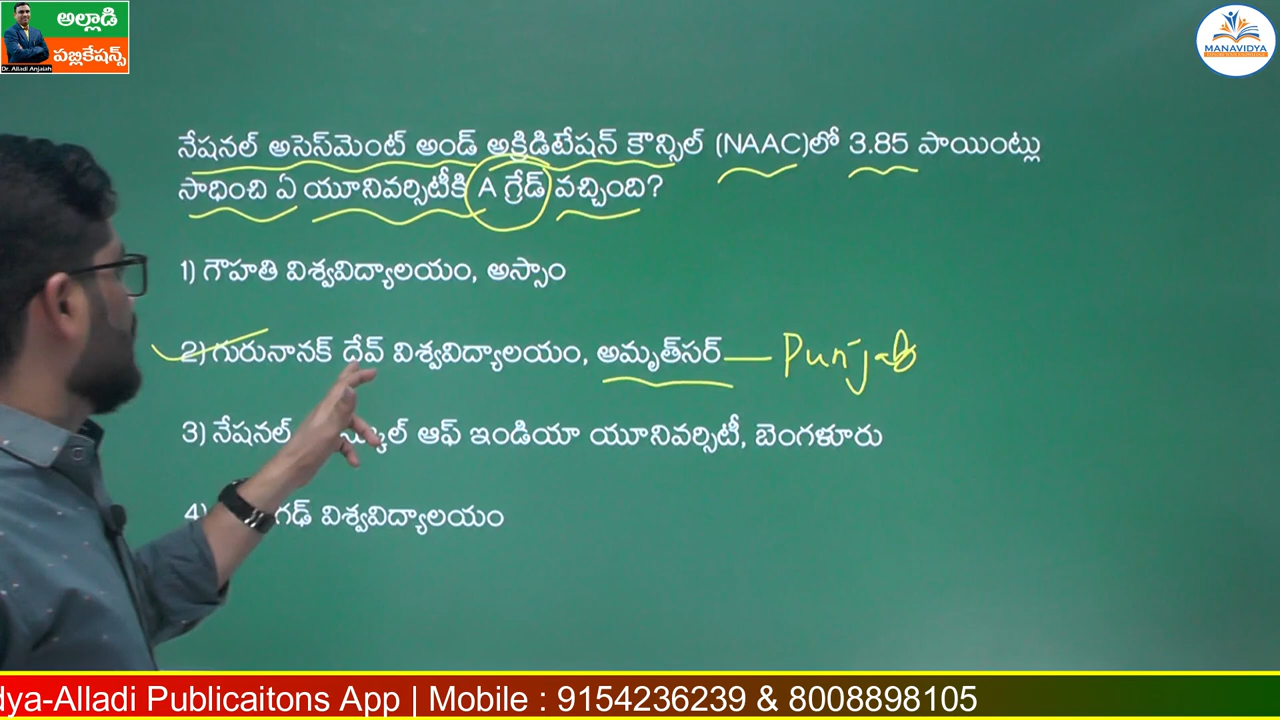 అల్లాడి
పబ్లికేషన్స్
Dr. Alladi Anjaiah
MANAVIDYA
నేషనల్ అసెస్‌మెంట్ అండ్ అక్రిడిటేషన్ కౌన్సిల్ (NAAC)లో 3.85 పాయింట్లు
సాధించి ఏ యూనివర్సిటీకి A గ్రేడ్ వచ్చింది?
1) గౌహతి విశ్వవిద్యాలయం, అస్సాం
2) గురునానక్ దేవ్ విశ్వవిద్యాలయం, అమృత్‌సర్ — Punjab
3) నేషనల్ ఆఫ్ ఇండియా యూనివర్సిటీ, బెంగళూరు
4) విశ్వవిద్యాలయం
dya-Alladi Publicaitons App | Mobile : 9154236239 & 8008898105